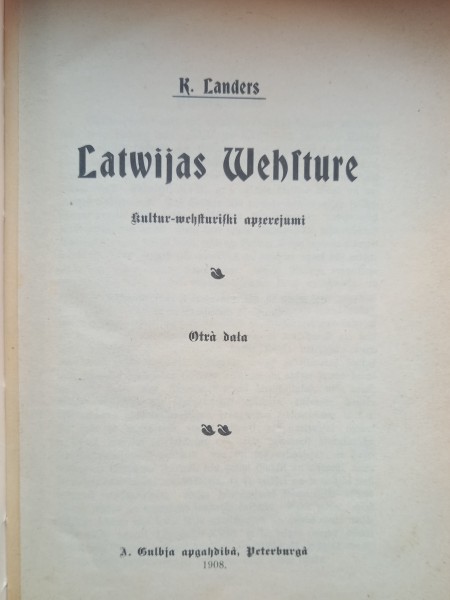 K. Landers
Latwijas Wehſture
Kultur-wehſturiſki apzerejumi
Otrà daļa
A. Gulbja apgahdibâ, Peterburgâ
1908.